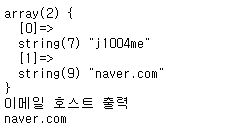 array(2) {
  [0]=>
  string(7) "j1004me"
  [1]=>
  string(9) "naver.com"
}
이메일 호스트 출력
naver.com